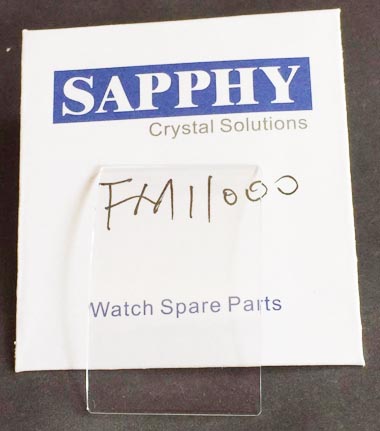 SAPPHY
Crystal Solutions
FM11000
Watch Spare Parts